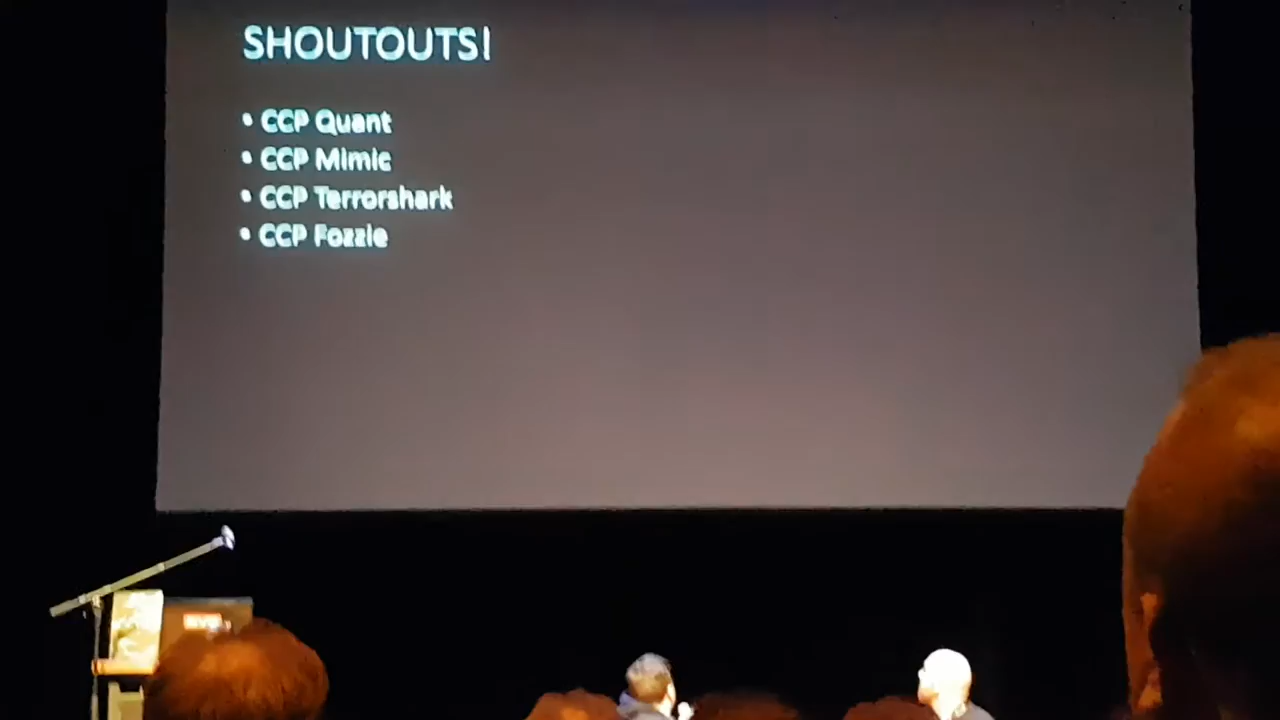 SHOUTOUTS!
• CCP Quant
• CCP Mimic
• CCP Terrorshark
• CCP Fozzie